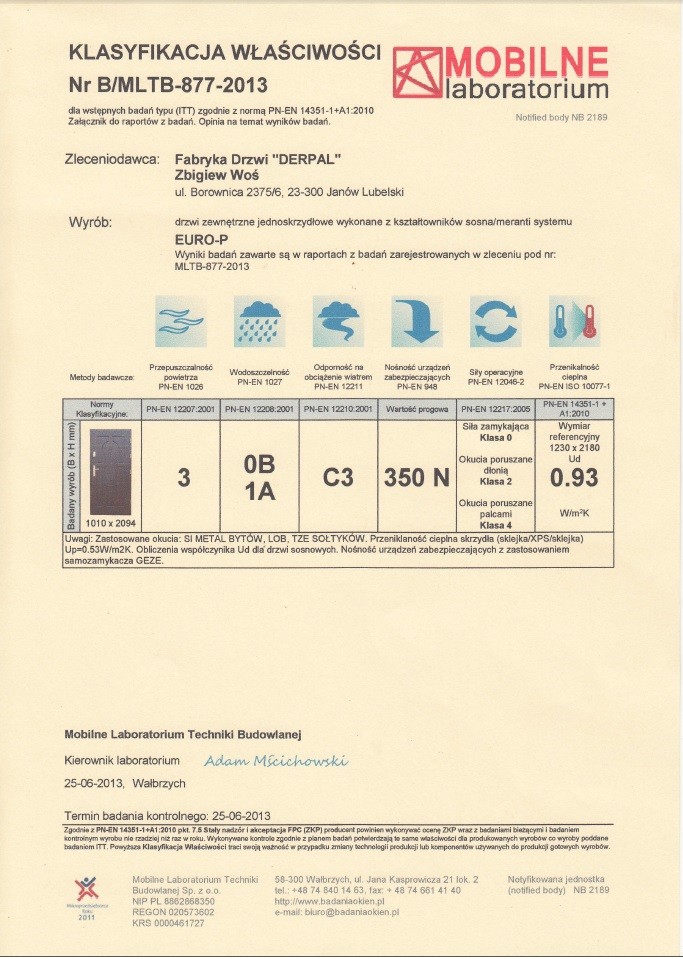 KLASYFIKACJA WŁAŚCIWOŚCI
Nr B/MLTB-877-2013
dla wstępnych badań typu (ITT) zgodnie z normą PN-EN 14351-1+A1:2010
Załącznik do raportów z badań. Opinia na temat wyników badań.
MOBILNE
laboratorium
Notified body NB 2189
Zleceniodawca: Fabryka Drzwi "DERPAL"
Zbigiew Woś
ul. Borownica 2375/6, 23-300 Janów Lubelski
Wyrób: drzwi zewnętrzne jednoskrzydłowe wykonane z kształtowników sosna/meranti systemu
EURO-P
Wyniki badań zawarte są w raportach z badań zarejestrowanych w zleceniu pod nr:
MLTB-877-2013
Metody badawcze:
Przepuszczalność
powietrza
PN-EN 1026
Wodoszczelność
PN-EN 1027
Odporność na
obciążenie wiatrem
PN-EN 12211
Nośność urządzeń
zabezpieczających
PN-EN 948
Siły operacyjne
PN-EN 12046-2
Przenikalność
cieplna
PN-EN ISO 10077-1
Normy
Klasyfikacyjne:
PN-EN 12207:2001
PN-EN 12208:2001
PN-EN 12210:2001
Wartość progowa
PN-EN 12217:2005
PN-EN 14351-1 +
A1:2010
Badany wyrób (B x H mm)
1010 x 2094
3
0B
1A
C3
350 N
Siła zamykająca
Klasa 0
Okucia poruszane
dłonią
Klasa 2
Okucia poruszane
palcami
Klasa 4
Wymiar
referencyjny
1230 x 2180
Ud
0.93
W/m²K
Uwagi: Zastosowane okucia: SI METAL BYTÓW, LOB, TZE SOŁTYKÓW. PrzenikIaność cieplna skrzydła (sklejka/XPS/sklejka)
Up=0.53W/m2K. Obliczenia współczynika Ud dla drzwi sosnowych. Nośność urządzeń zabezpieczających z zastosowaniem
samozamykacza GEZE.
Mobilne Laboratorium Techniki Budowlanej
Kierownik laboratorium Adam Mścichowski
25-06-2013, Wałbrzych
Termin badania kontrolnego: 25-06-2013
Zgodnie z PN-EN 14351-1+A1:2010 pkt. 7.5 Stały nadzór i akceptacja FPC (ZKP) producent powinien wykonywać ocenę ZKP wraz z badaniami bieżącymi i badaniem
kontrolnym wyrobu nie rzadziej niż raz w roku. Wykonywane kontrole zgodnie z planem badań potwierdzają te same właściwości dla produkowanych wyrobów co wyroby poddane
badaniom ITT. Powyższa Klasyfikacja Właściwości traci swoją ważność w przypadku zmiany technologii produkcji lub komponentów używanych do produkcji gotowych wyrobów.
2011
Mobilne Laboratorium Techniki
Budowlanej Sp. z o.o.
NIP PL 8862868350
REGON 020573602
KRS 0000461727
58-300 Wałbrzych, ul. Jana Kasprowicza 21 lok. 2
tel.: +48 74 840 14 63, fax: + 48 74 661 41 40
http://www.badaniaokien.pl
e-mail: biuro@badaniaokien.pl
Notyfikowana jednostka
(notified body) NB 2189